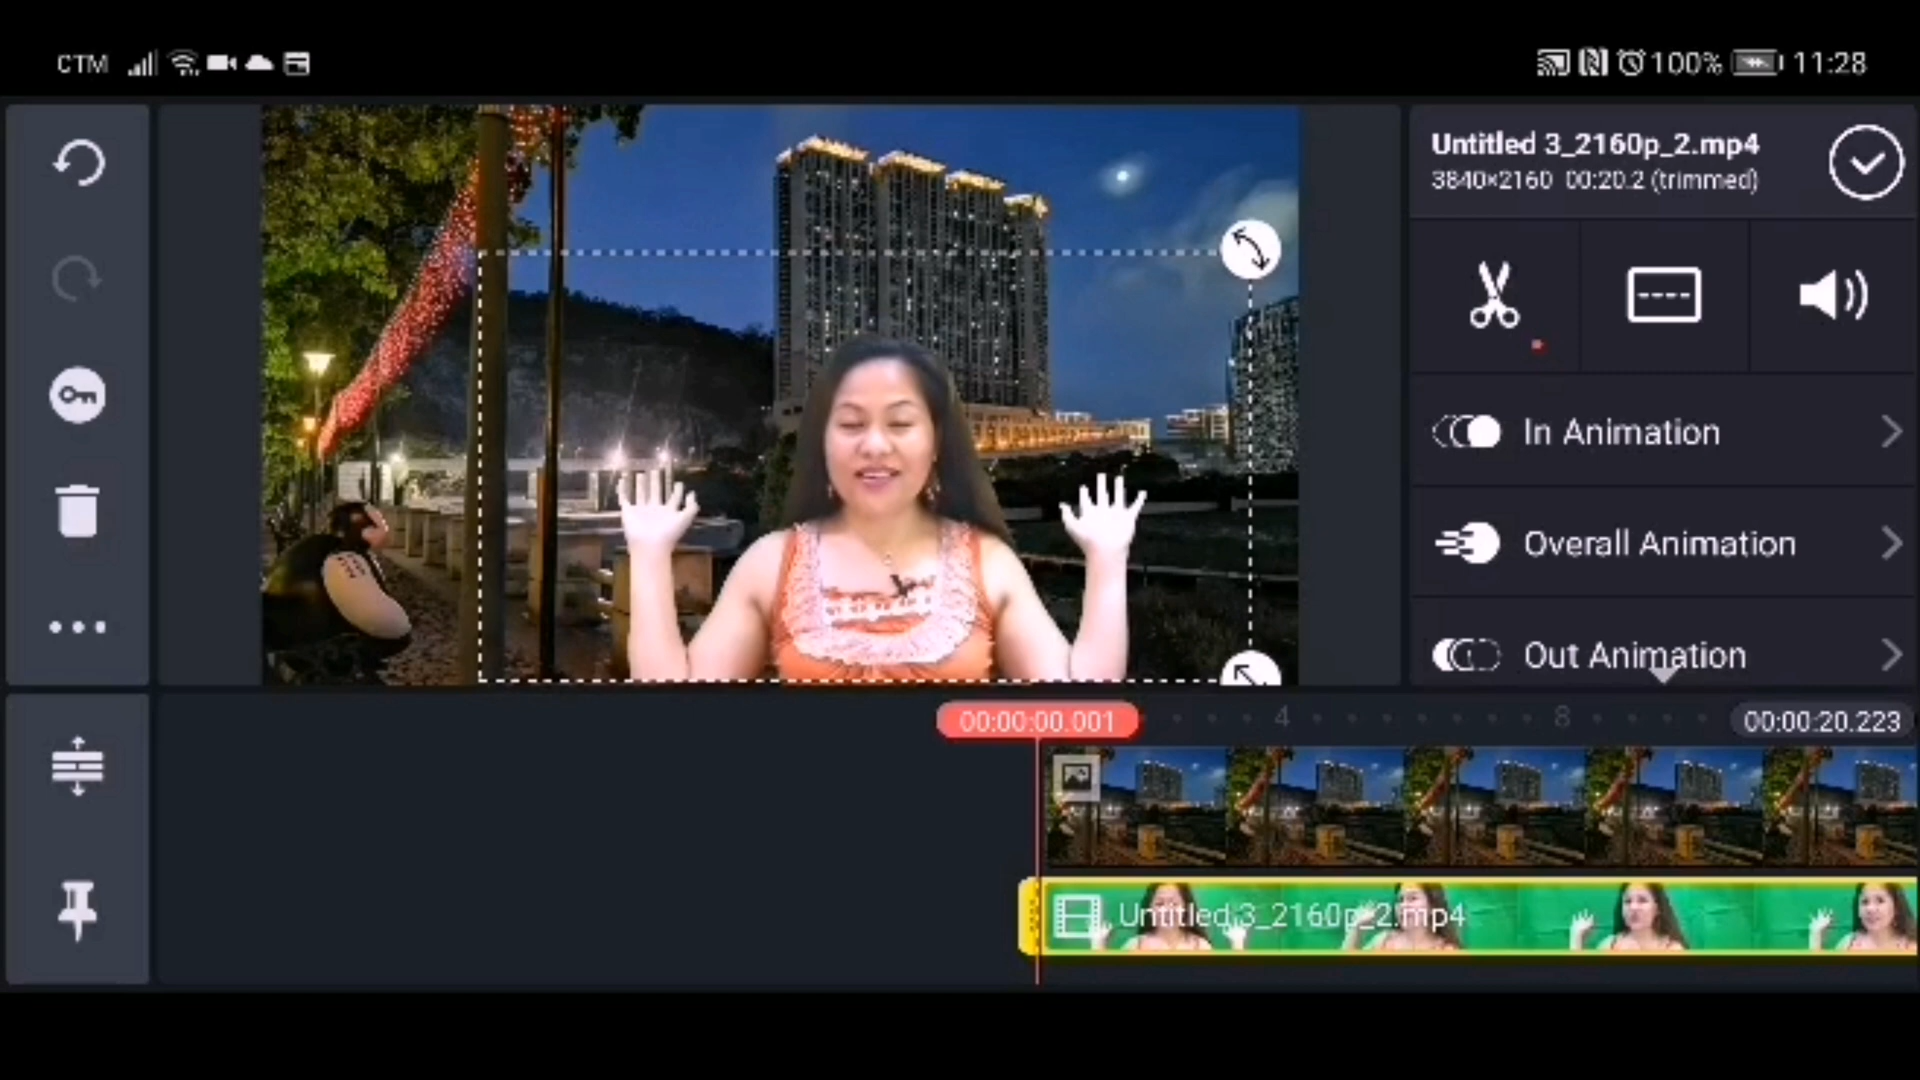 CTM
100% 11:28
Untitled 3_2160p_2.mp4
3840×2160 00:20.2 (trimmed)
In Animation
Overall Animation
Out Animation
00:00:00.001
4
8
00:00:20.223
Untitled 3_2160p_2.mp4